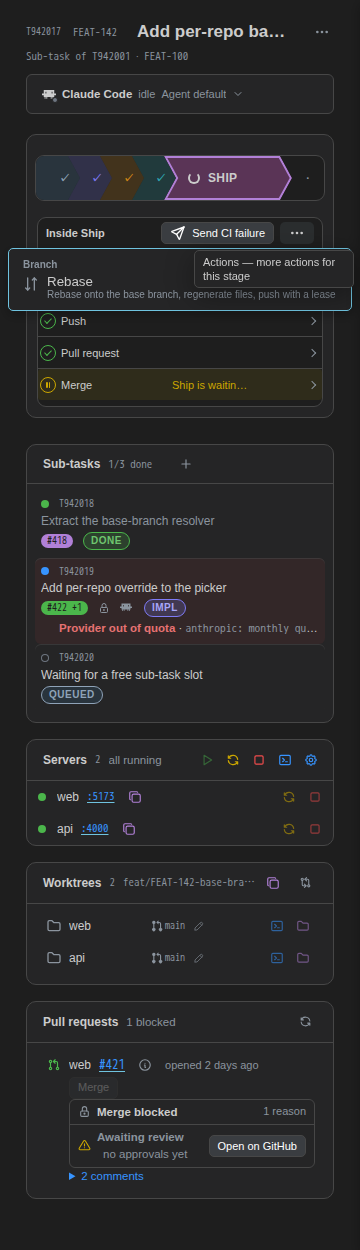 T942017 FEAT-142 Add per-repo ba…
Sub-task of T942001 · FEAT-100
Claude Code idle Agent default
SHIP
Inside Ship Send CI failure
Branch
Rebase
Rebase onto the base branch, regenerate files, push with a lease
Actions — more actions for
this stage
Push
Pull request
Merge Ship is waitin…
Sub-tasks 1/3 done
T942018
Extract the base-branch resolver
#418 DONE
T942019
Add per-repo override to the picker
#422 +1 IMPL
Provider out of quota · anthropic: monthly qu…
T942020
Waiting for a free sub-task slot
QUEUED
Servers 2 all running
web :5173
api :4000
Worktrees 2 feat/FEAT-142-base-bra…
web main
api main
Pull requests 1 blocked
web #421 opened 2 days ago
Merge
Merge blocked 1 reason
Awaiting review
no approvals yet
Open on GitHub
2 comments